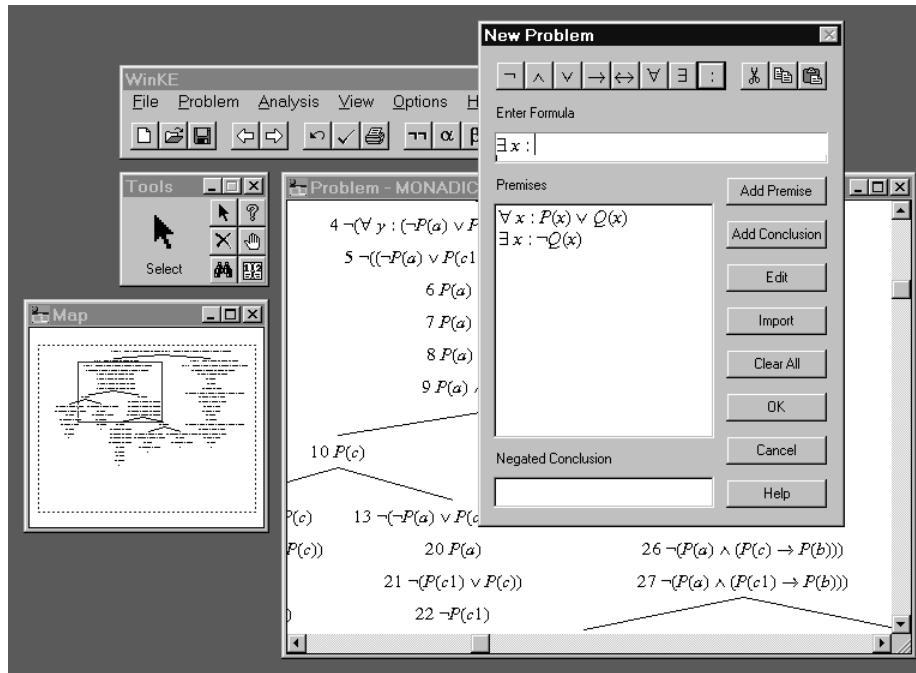 New Problem
¬ ∧ ∨ → ↔ ∀ ∃ :
Enter Formula
∃ x :
Premises
∀ x : P(x) ∨ Q(x)
∃ x : ¬Q(x)
Add Premise
Add Conclusion
Edit
Import
Clear All
OK
Cancel
Help
Negated Conclusion
WinKE
File Problem Analysis View Options H
¬¬ α β
Tools
Select
Map
Problem - MONADIC
4 ¬(∀ y : (¬P(a) ∨ P
5 ¬((¬P(a) ∨ P(c1
6 P(a)
7 P(a)
8 P(a)
9 P(a) ∧
10 P(c)
P(c) 13 ¬(¬P(a) ∨ P(c
P(c)) 20 P(a) 26 ¬(P(a) ∧ (P(c) → P(b)))
21 ¬(P(c1) ∨ P(c)) 27 ¬(P(a) ∧ (P(c1) → P(b)))
) 22 ¬P(c1)